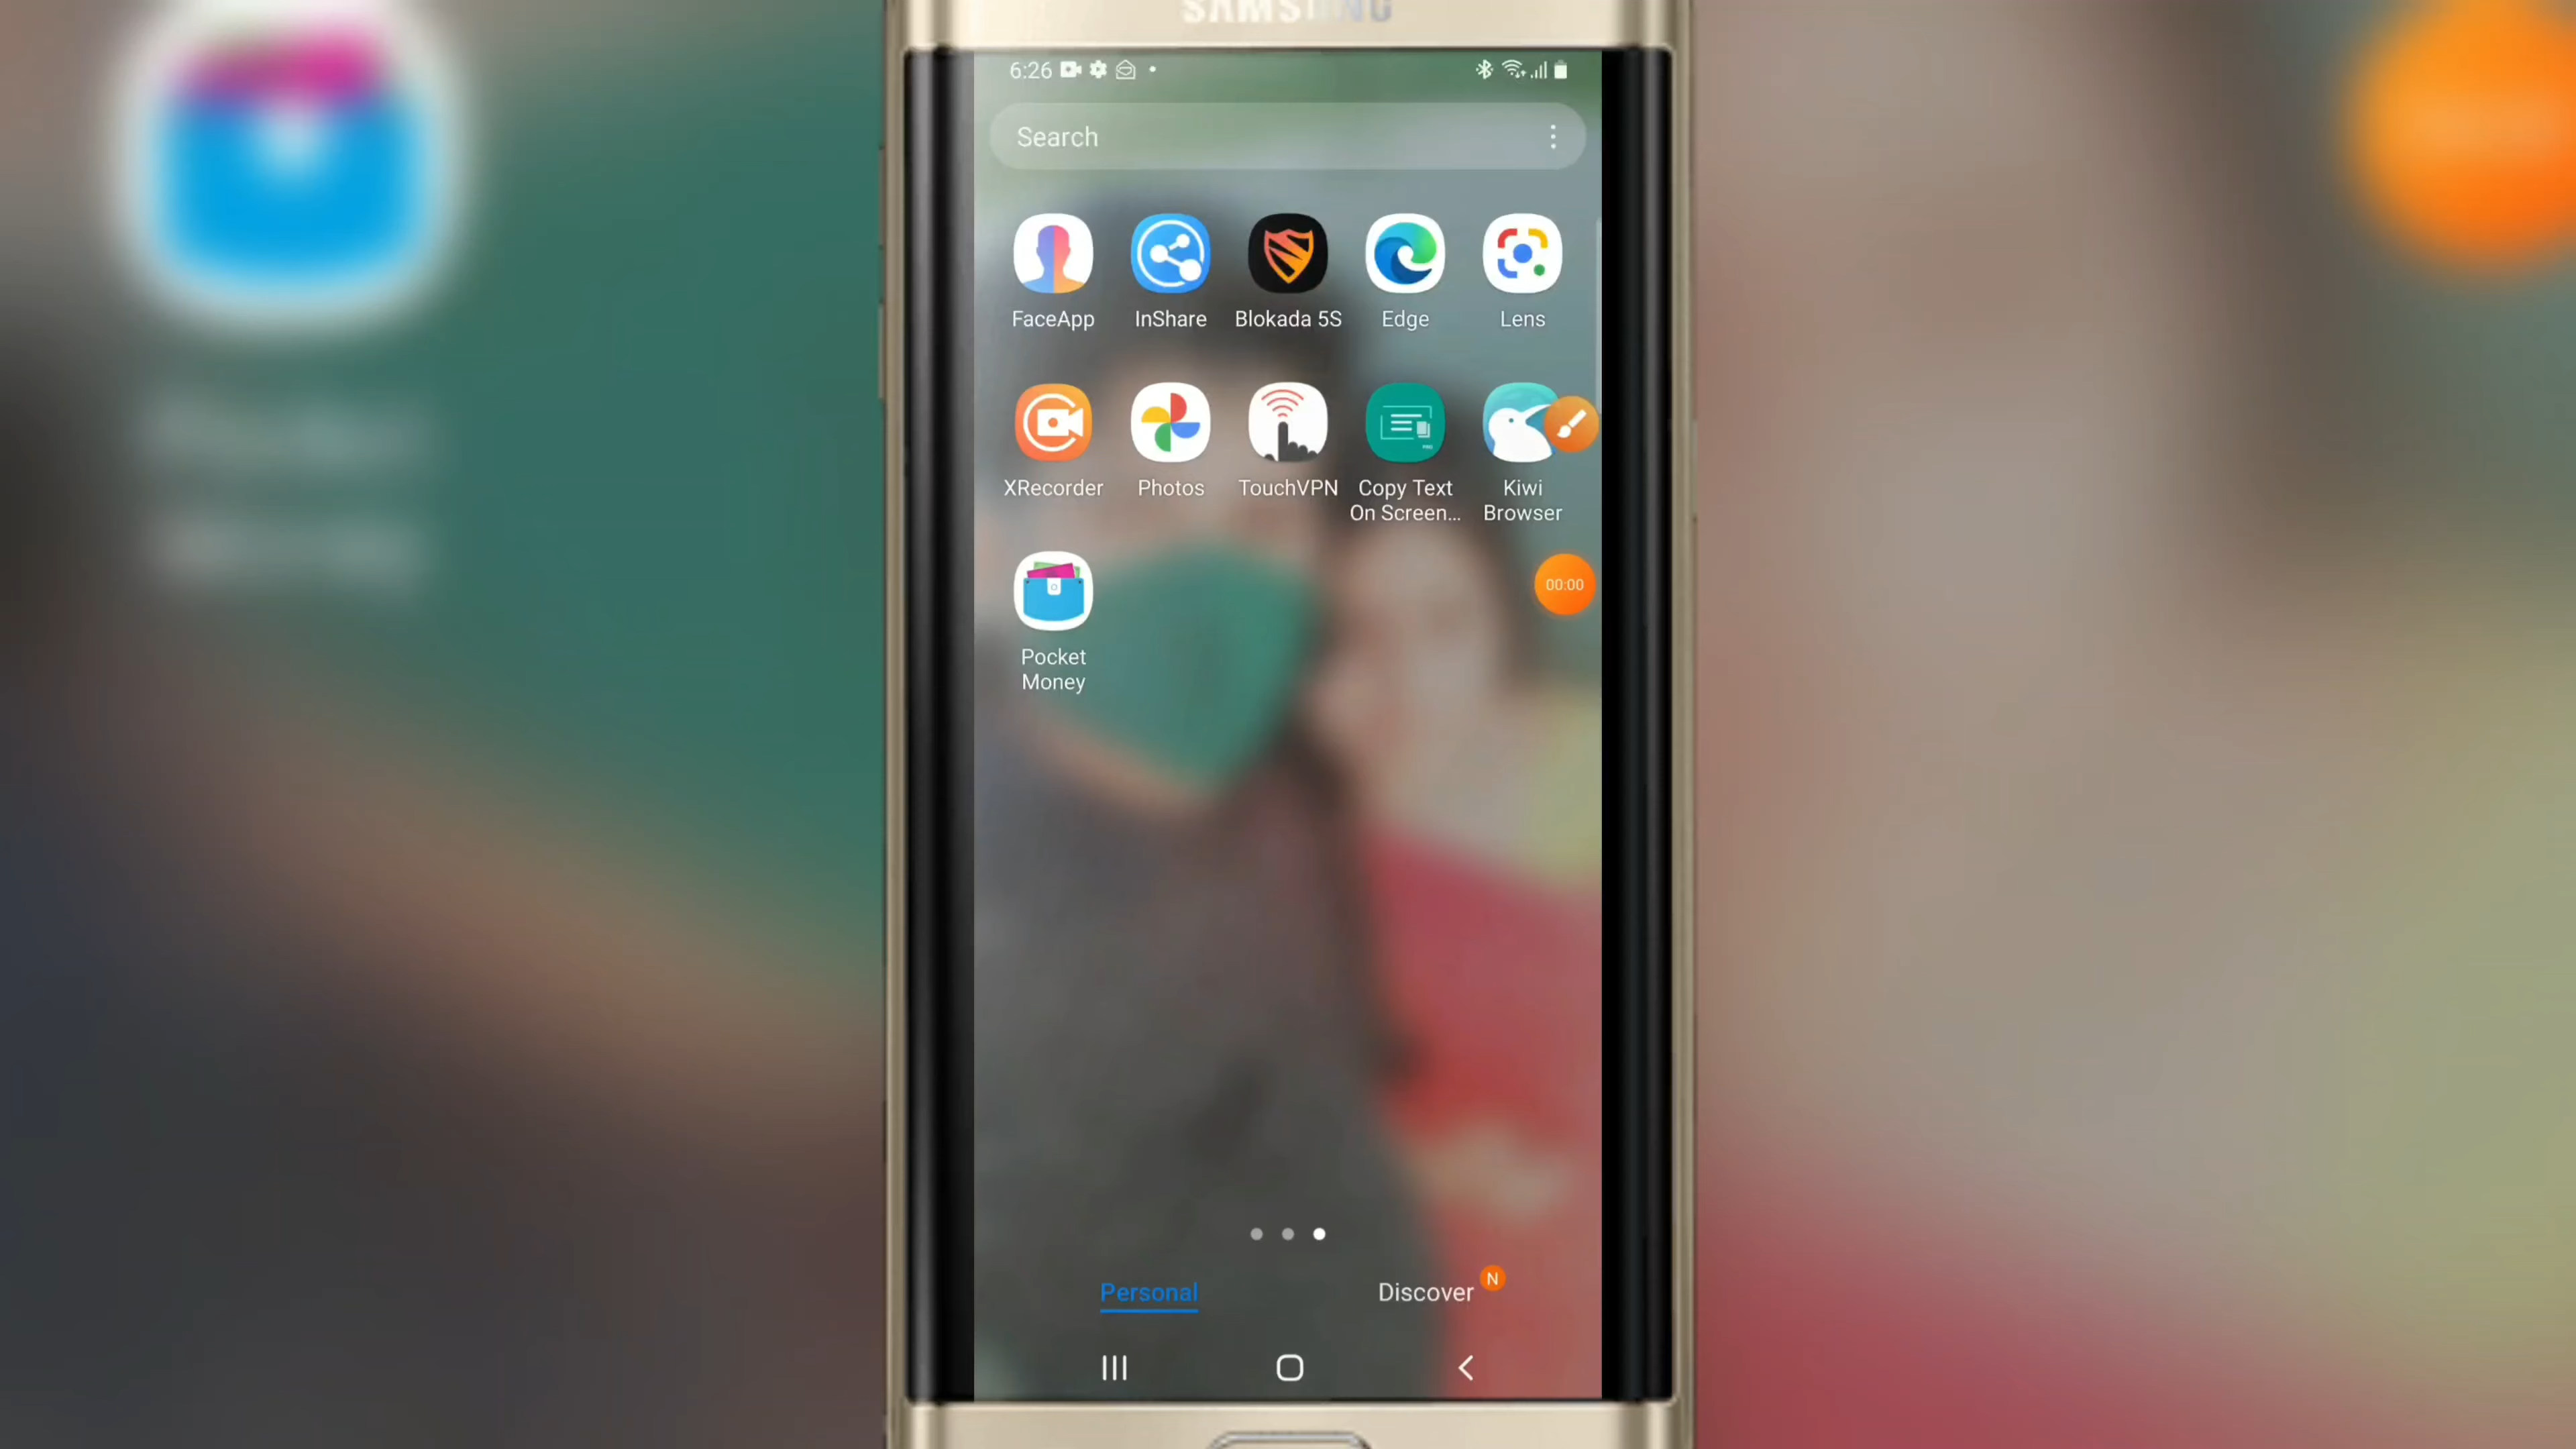 SAMSUNG
6:26
Search
FaceApp
InShare
Blokada 5S
Edge
Lens
XRecorder
Photos
TouchVPN
Copy Text
On Screen...
Kiwi
Browser
00:00
Pocket
Money
Personal
Discover
N